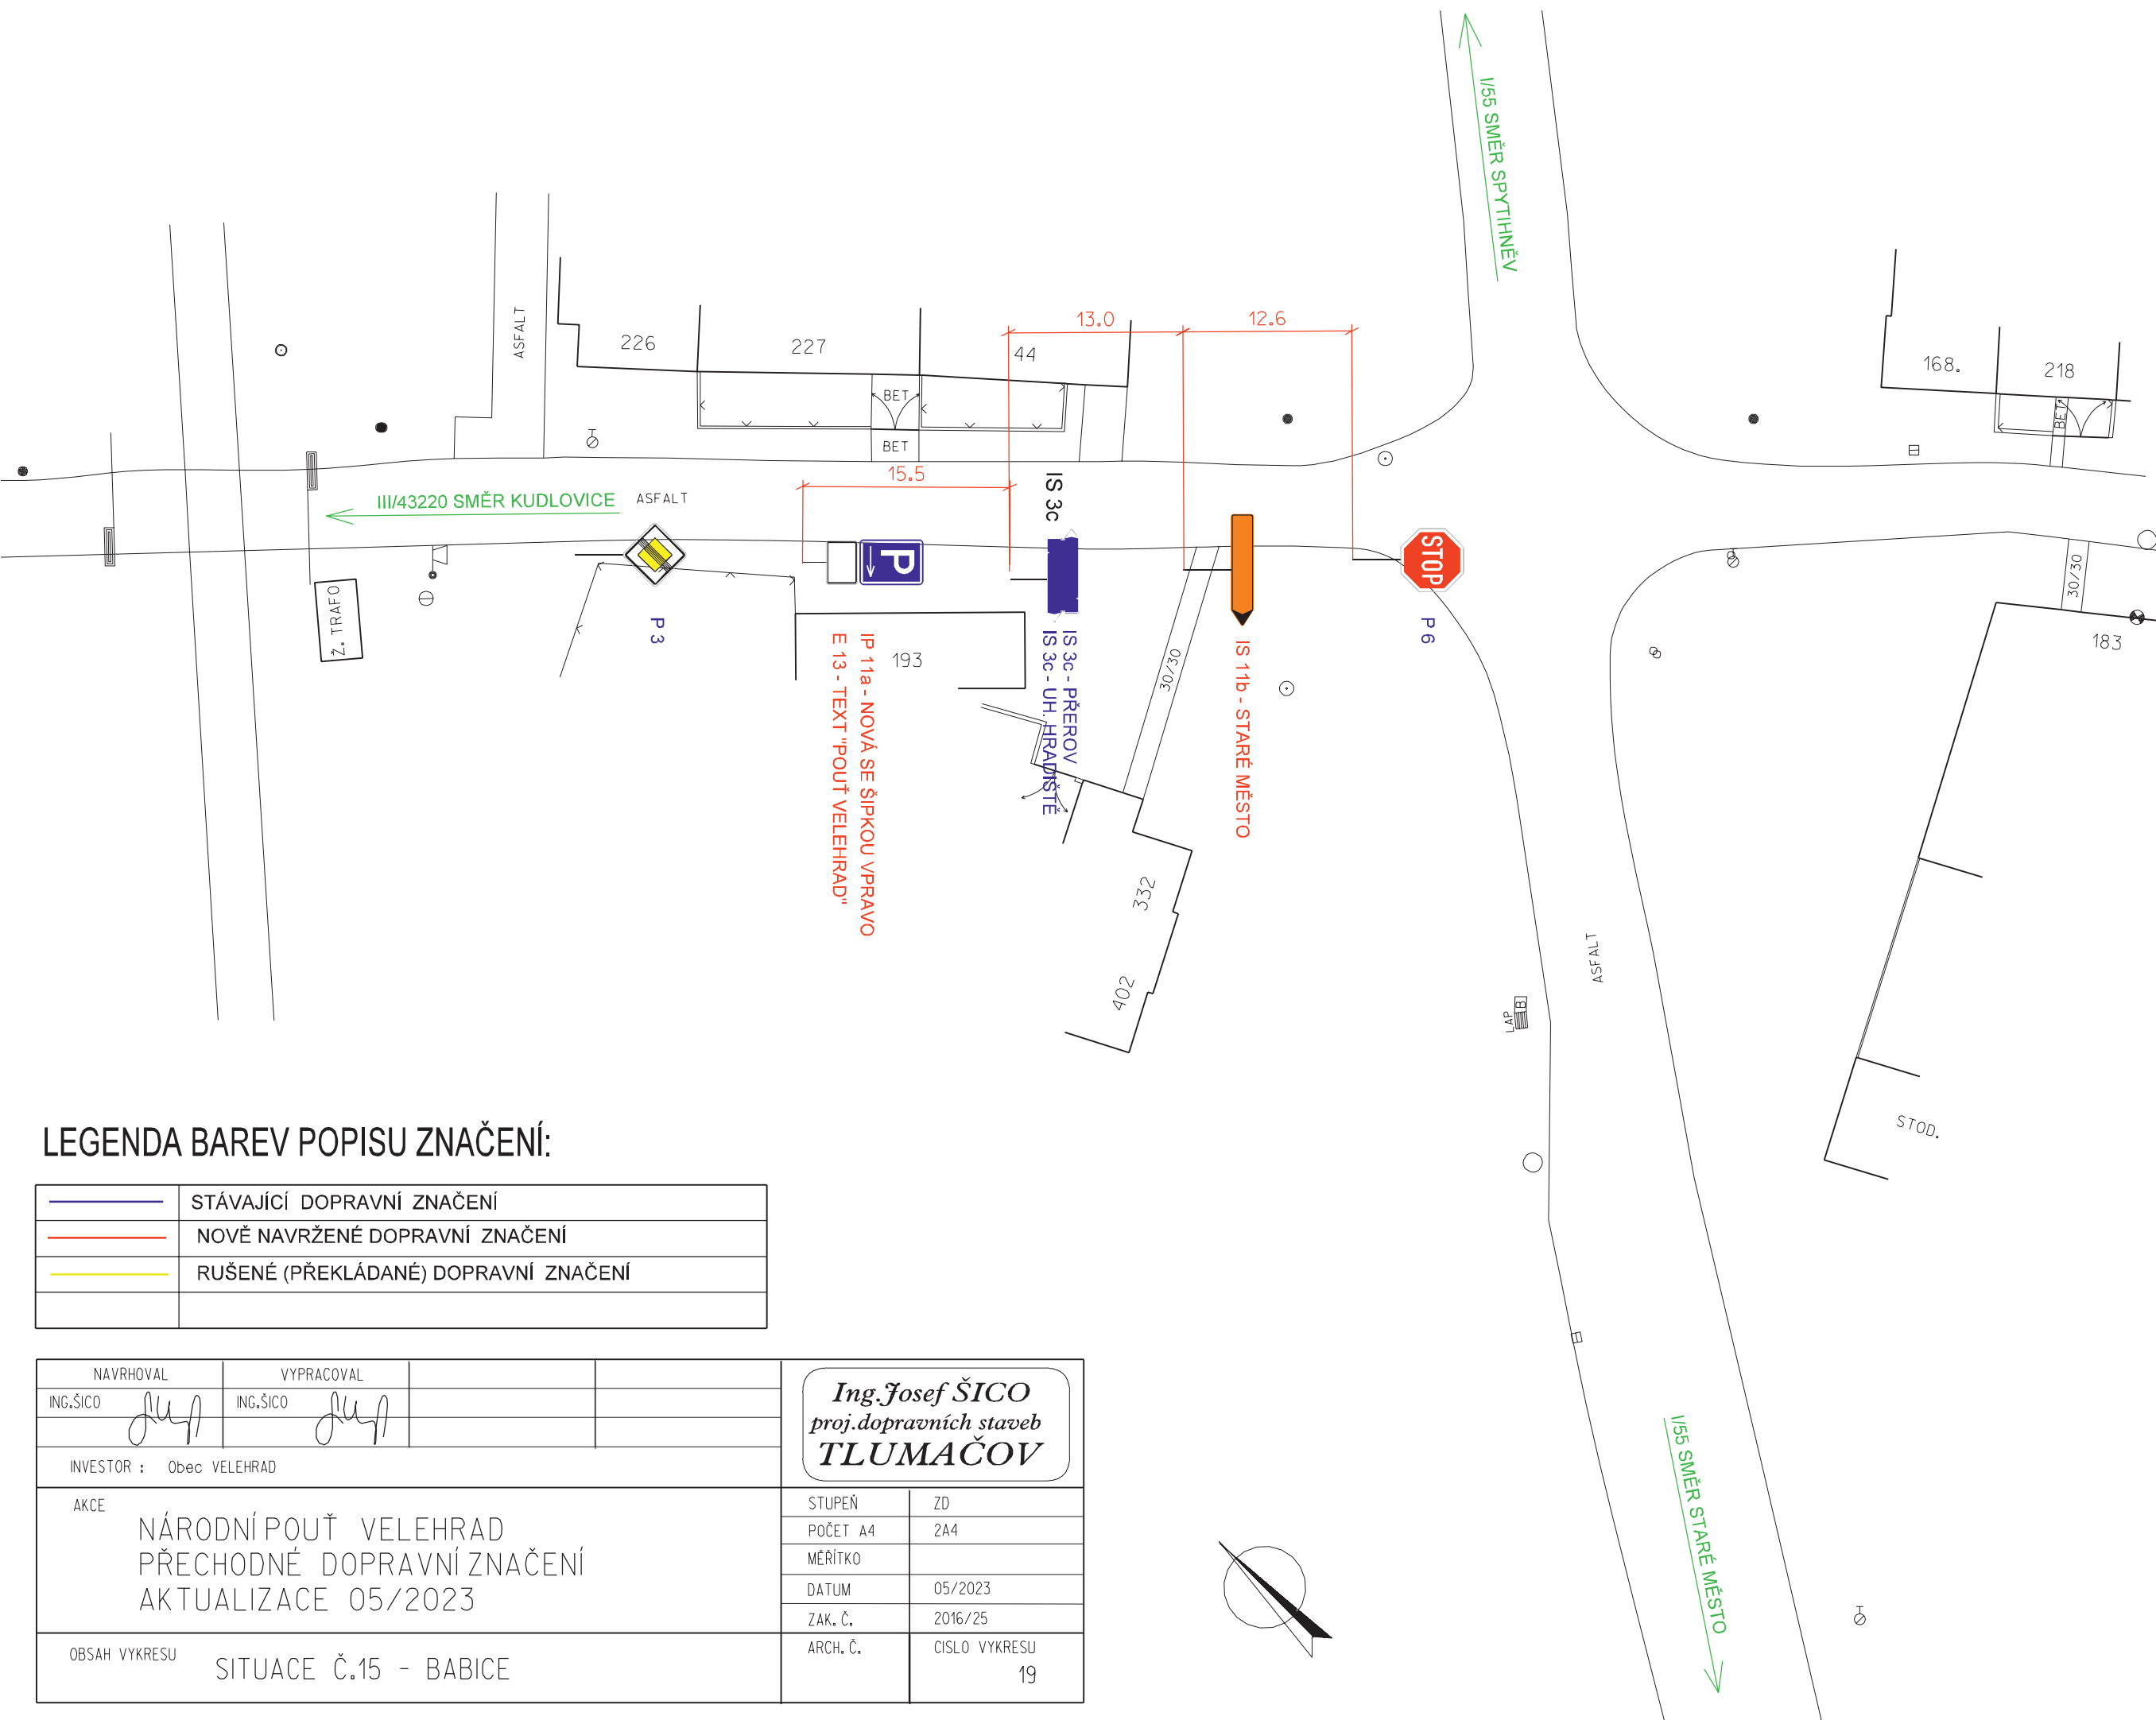 I/55 SMĚR SPYTIHNĚV
ASFALT
226
227
44
13.0
12.6
168.
218
BET
BET
BET
15.5
IS 3c
III/43220 SMĚR KUDLOVICE
ASFALT
P
STOP
Ž. TRAFO
P 3
IP 11a - NOVÁ SE ŠIPKOU VPRAVO
E 13 - TEXT "POUŤ VELEHRAD"
193
IS 3c - PŘEROV
IS 3c - UH. HRADIŠTĚ
30/30
IS 11b - STARÉ MĚSTO
P 6
30/30
183
332
402
ASFALT
LAP
B
STOD.
LEGENDA BAREV POPISU ZNAČENÍ:
STÁVAJÍCÍ DOPRAVNÍ ZNAČENÍ
NOVĚ NAVRŽENÉ DOPRAVNÍ ZNAČENÍ
RUŠENÉ (PŘEKLÁDANÉ) DOPRAVNÍ ZNAČENÍ
NAVRHOVAL
VYPRACOVAL
ING.ŠICO
ING.ŠICO
INVESTOR : Obec VELEHRAD
Ing.Josef ŠICO
proj.dopravních staveb
TLUMAČOV
AKCE
NÁRODNÍ POUŤ VELEHRAD
PŘECHODNÉ DOPRAVNÍ ZNAČENÍ
AKTUALIZACE 05/2023
STUPEŇ ZD
POČET A4 2A4
MĚŘÍTKO
DATUM 05/2023
ZAK. Č. 2016/25
ARCH. Č.
CISLO VYKRESU
19
OBSAH VYKRESU
SITUACE Č.15 - BABICE
I/55 SMĚR STARÉ MĚSTO